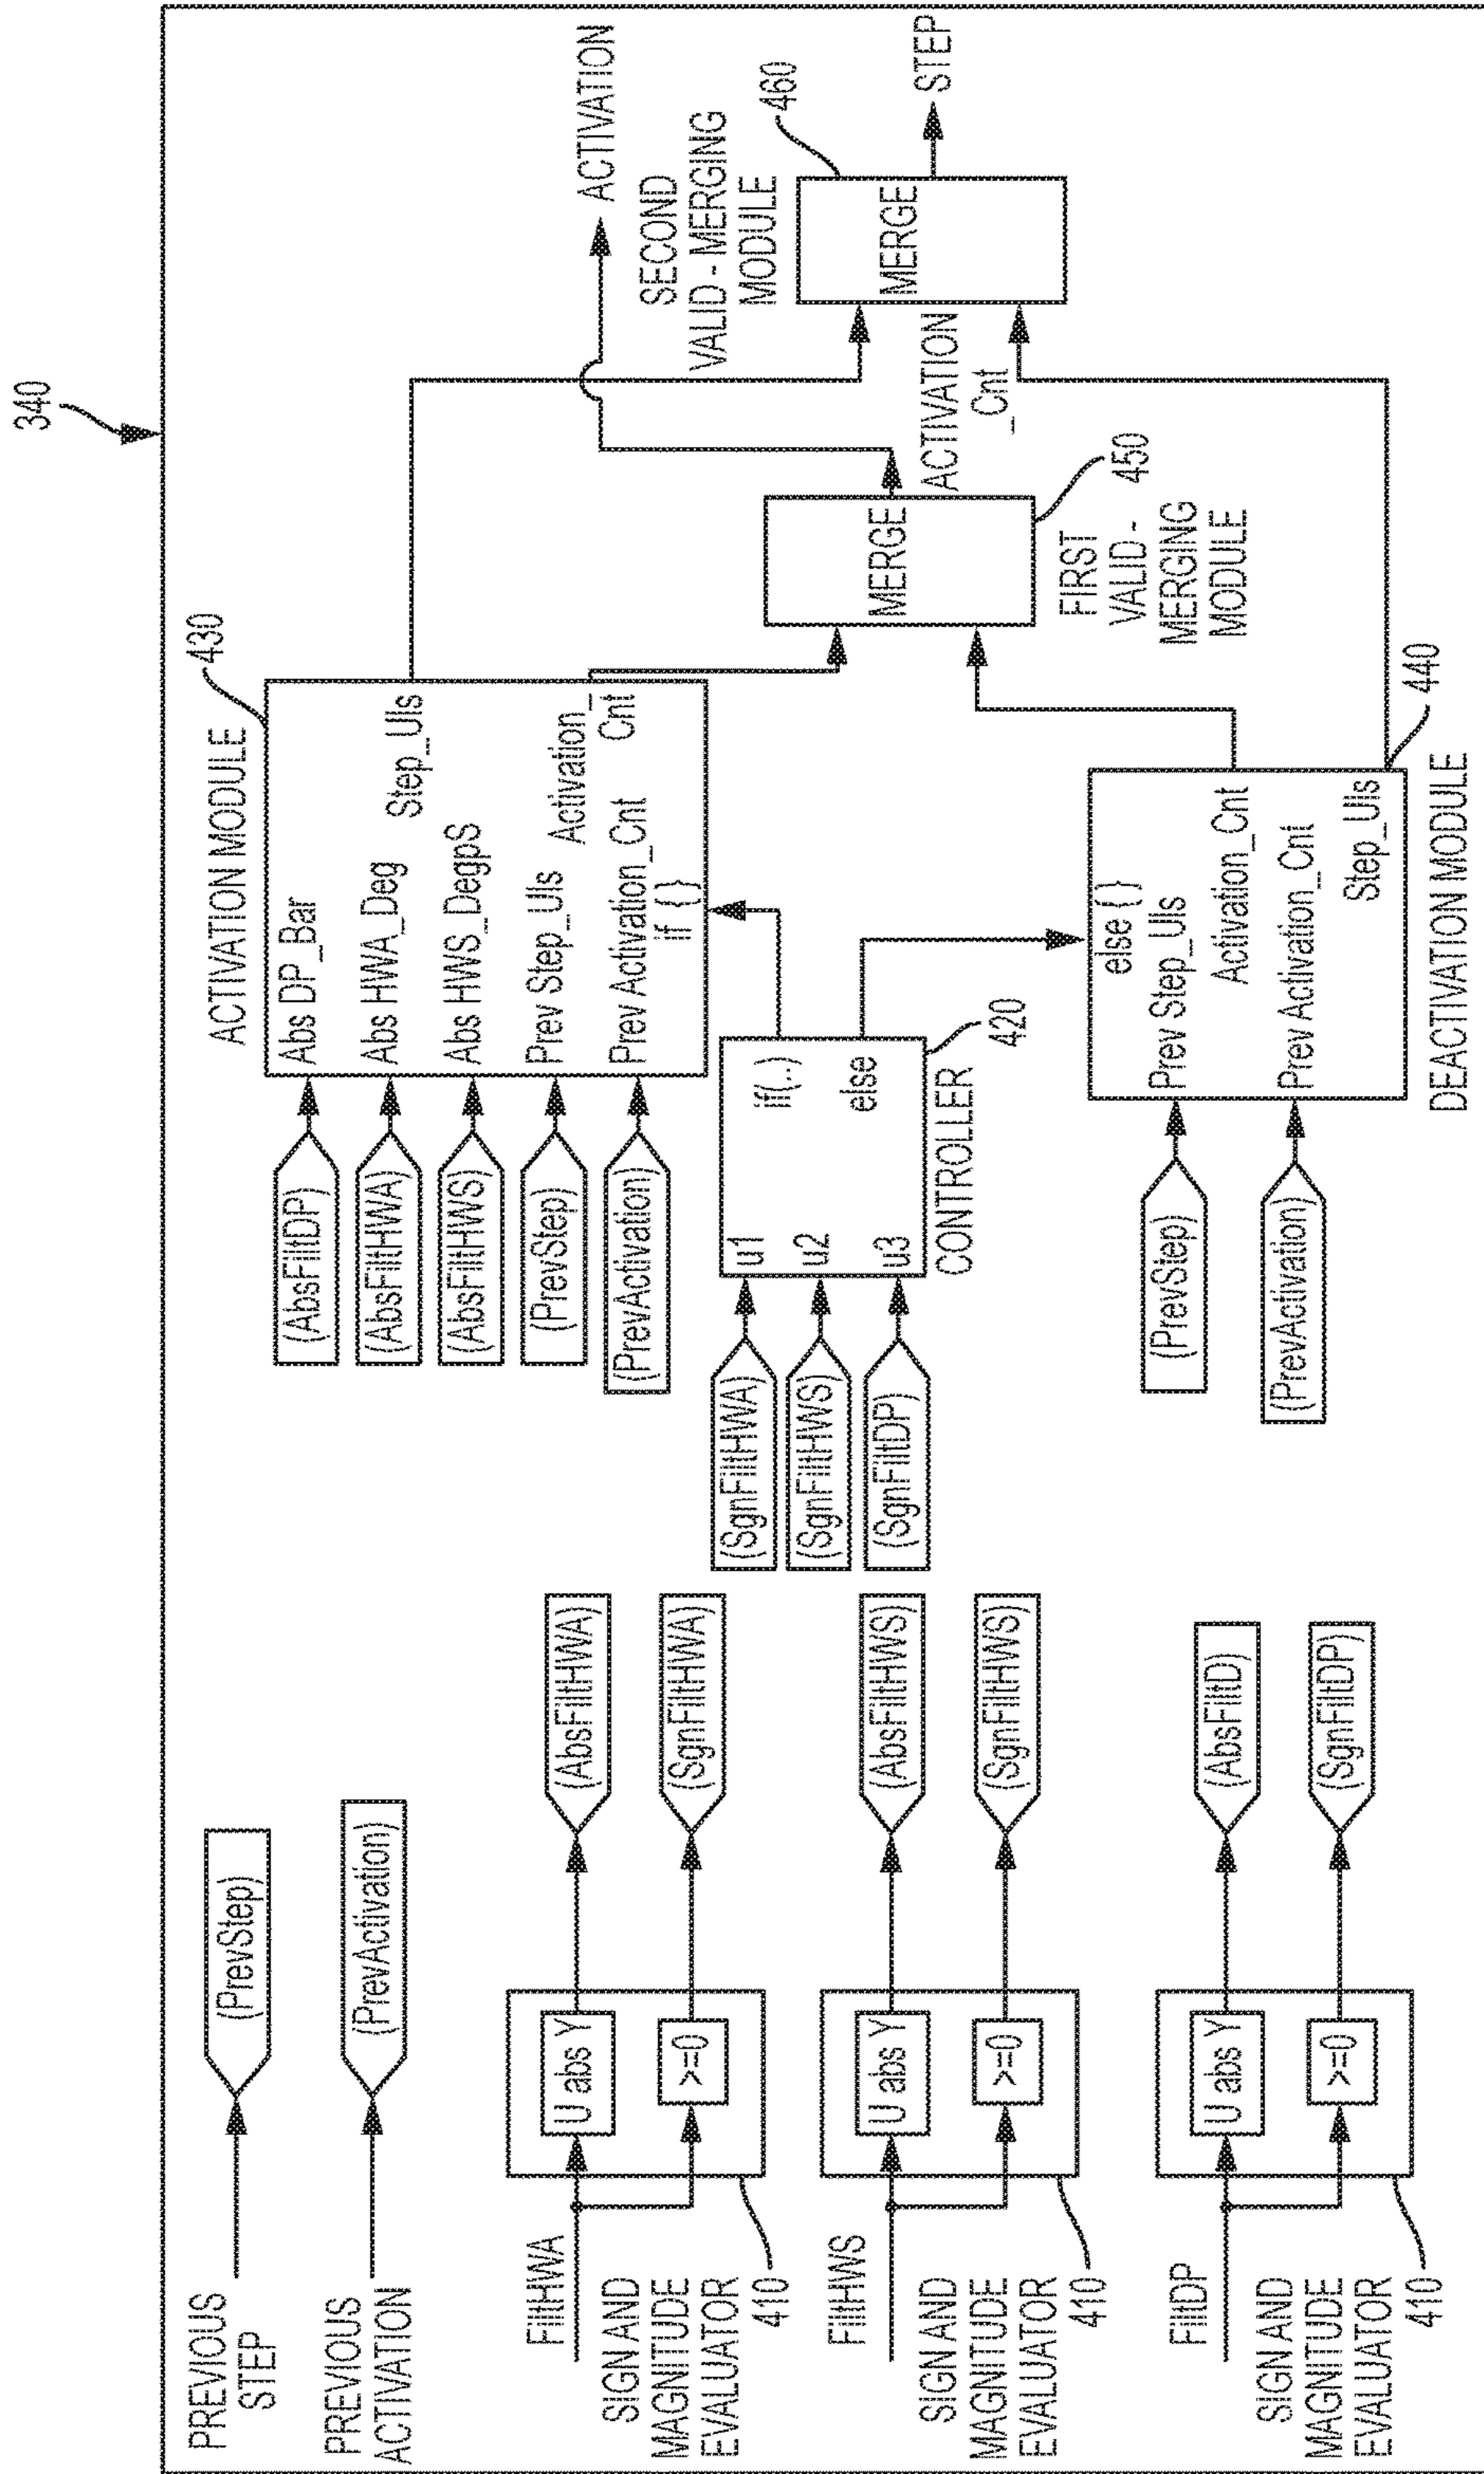 340
PREVIOUS
STEP
(PrevStep)
PREVIOUS
ACTIVATION
(PrevActivation)
FiltHWA
U abs Y
>=0
(AbsFiltHWA)
(SgnFiltHWA)
SIGN AND
MAGNITUDE
EVALUATOR
410
FiltHWS
U abs Y
>=0
(AbsFiltHWS)
(SgnFiltHWS)
SIGN AND
MAGNITUDE
EVALUATOR
410
FiltDP
U abs Y
>=0
(AbsFiltD)
(SgnFiltDP)
SIGN AND
MAGNITUDE
EVALUATOR
410
ACTIVATION MODULE
430
(AbsFiltDP)
(AbsFiltHWA)
(AbsFiltHWS)
(PrevStep)
(PrevActivation)
Abs DP_Bar
Abs HWA_Deg
Step_Uls
Abs HWS_DegpS
Prev Step_Uls
Activation_
Cnt
Prev Activation_Cnt
if { }
(SgnFiltHWA)
(SgnFiltHWS)
(SgnFiltDP)
u1
u2
u3
if(..)
else
CONTROLLER
420
(PrevStep)
(PrevActivation)
else { }
Prev Step_Uls
Activation_Cnt
Prev Activation_Cnt
Step_Uls
440
DEACTIVATION MODULE
MERGE
450
FIRST
VALID -
MERGING
MODULE
ACTIVATION
ACTIVATION
_Cnt
SECOND
VALID - MERGING
MODULE
MERGE
460
STEP